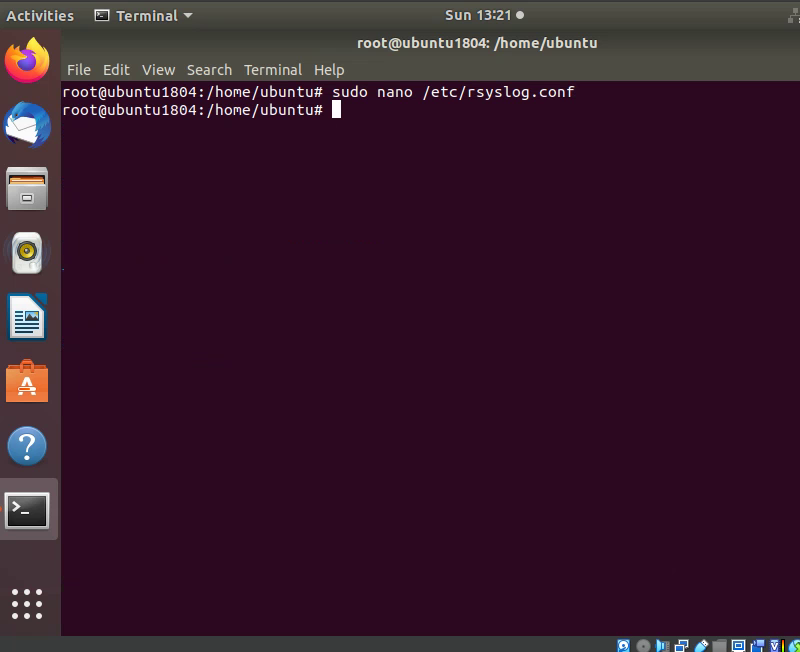 Activities Terminal Sun 13:21
root@ubuntu1804: /home/ubuntu
File Edit View Search Terminal Help
root@ubuntu1804:/home/ubuntu# sudo nano /etc/rsyslog.conf
root@ubuntu1804:/home/ubuntu#